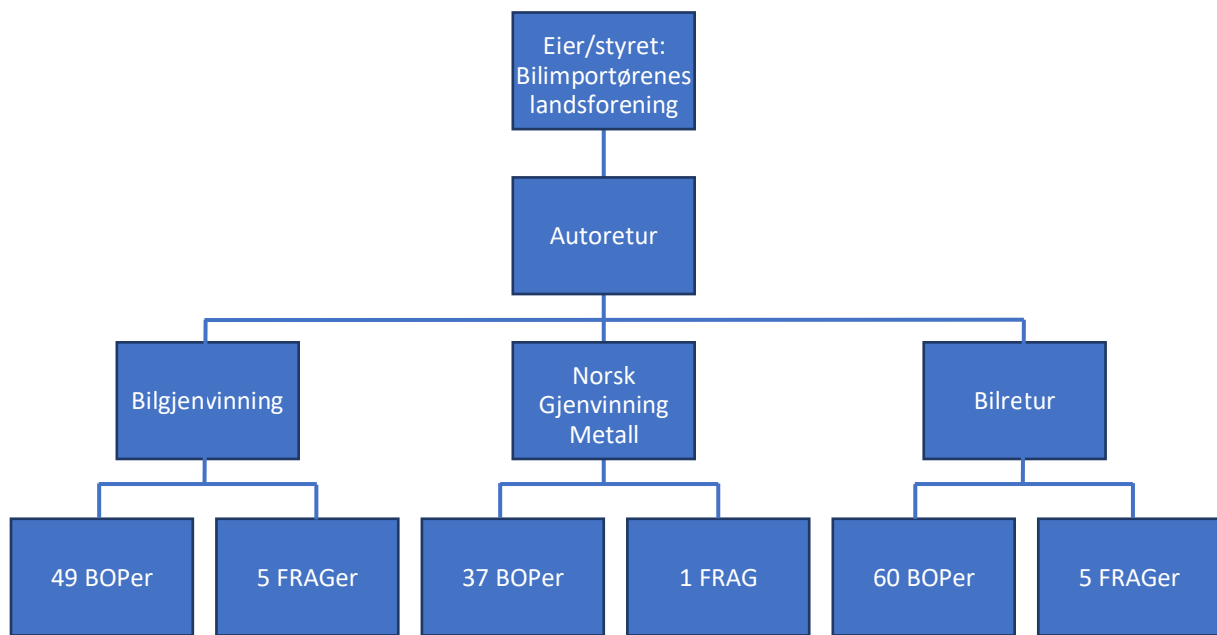 Eier/styret:
Bilimportørenes
landsforening
Autoretur
Bilgjenvinning
Norsk
Gjenvinning
Metall
Bilretur
49 BOPer
5 FRAGer
37 BOPer
1 FRAG
60 BOPer
5 FRAGer